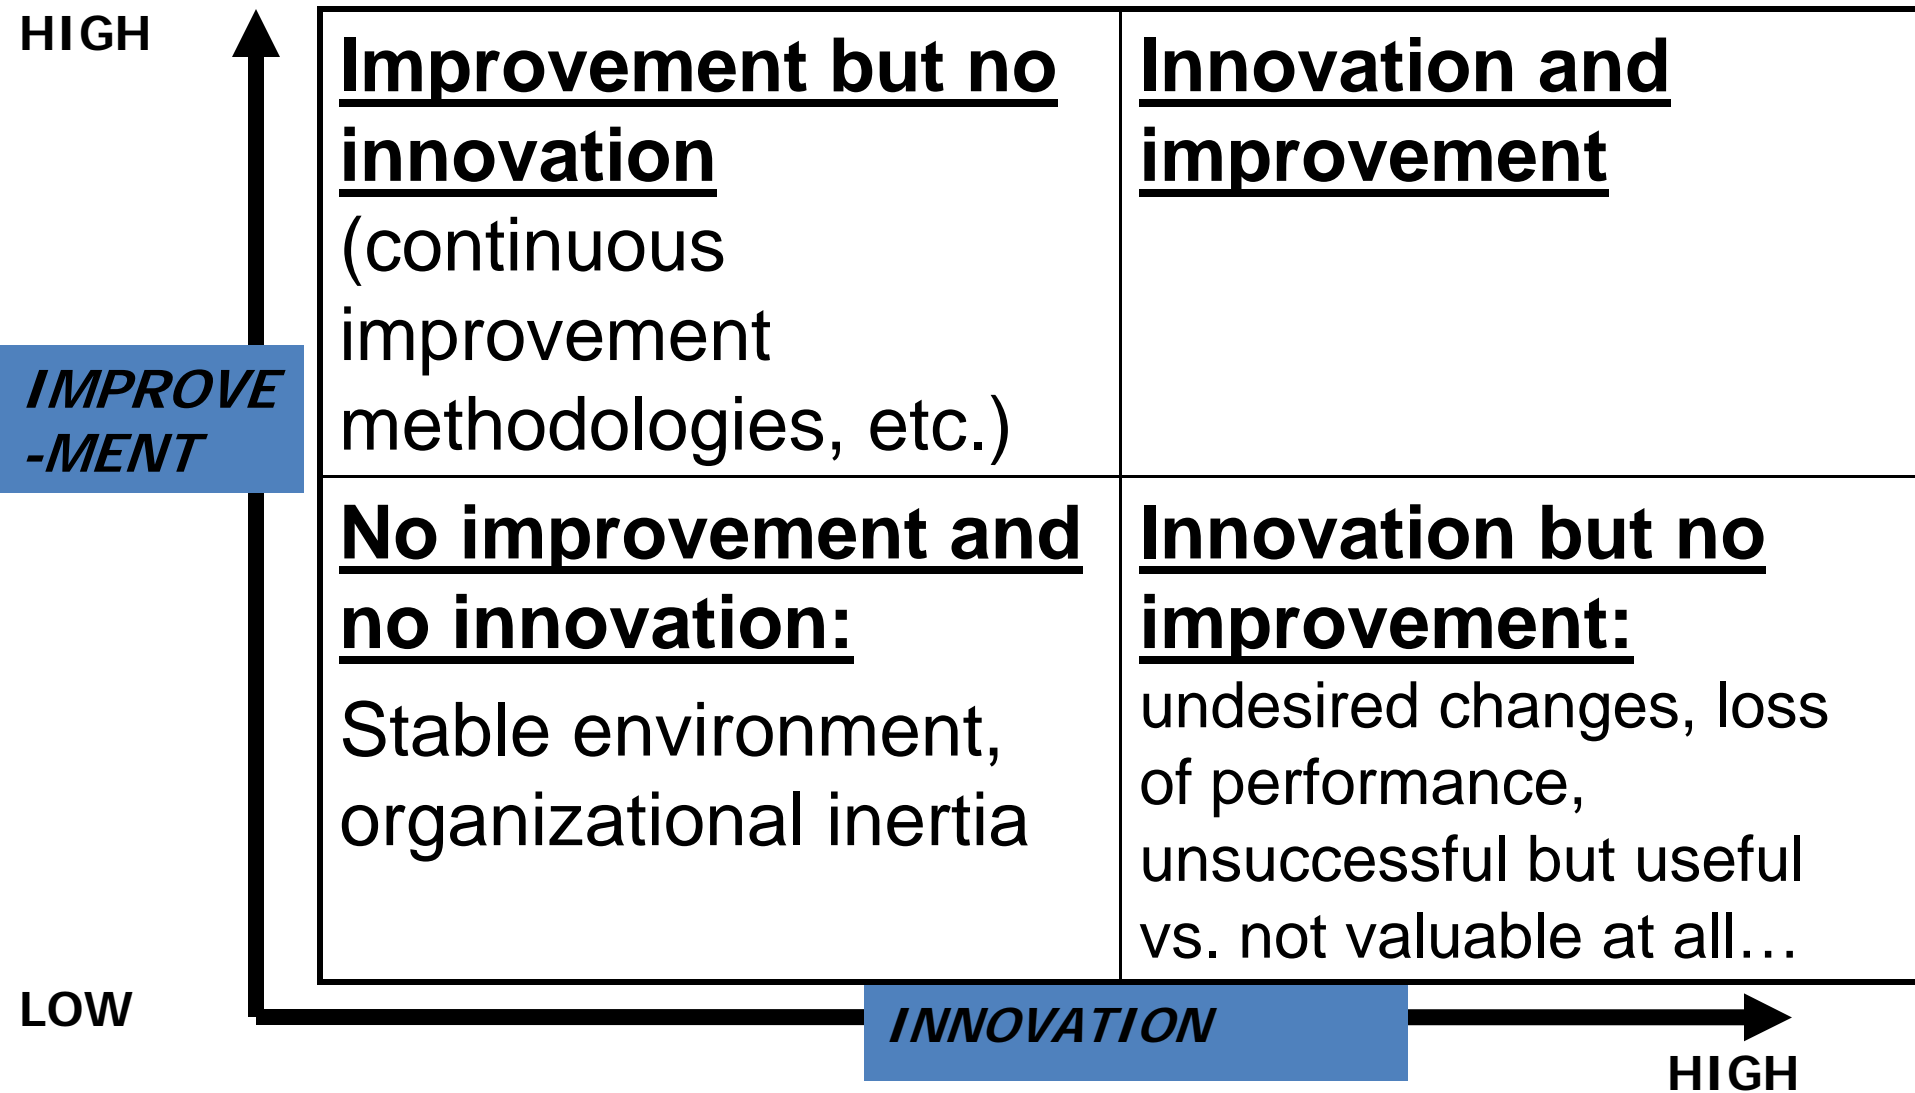 HIGH
Improvement but no
innovation
(continuous
improvement
methodologies, etc.)
Innovation and
improvement
IMPROVE
-MENT
No improvement and
no innovation:
Stable environment,
organizational inertia
Innovation but no
improvement:
undesired changes, loss
of performance,
unsuccessful but useful
vs. not valuable at all…
LOW
INNOVATION
HIGH